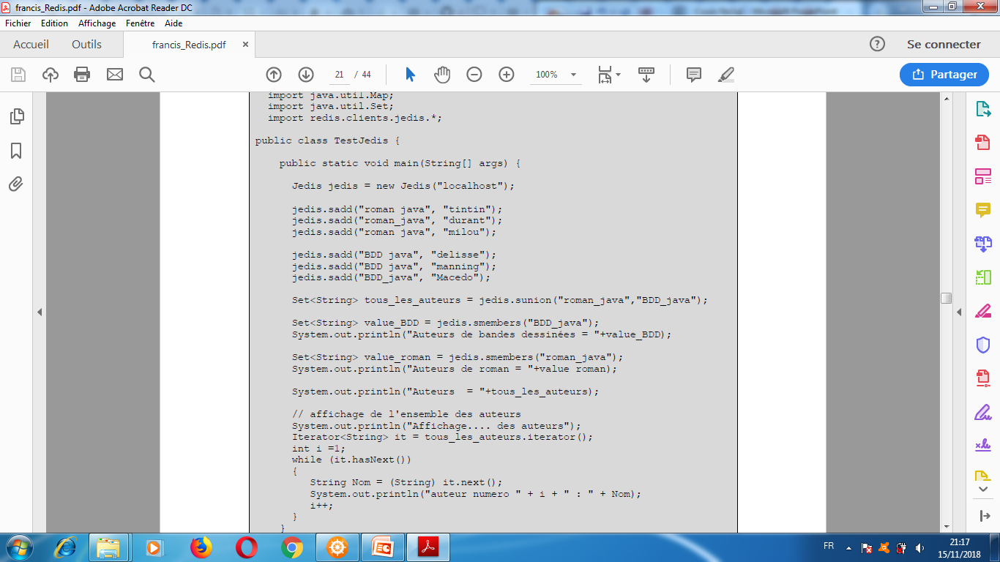 francis_Redis.pdf - Adobe Acrobat Reader DC
Fichier Edition Affichage Fenêtre Aide
Accueil Outils francis_Redis.pdf × Se connecter
21 / 44 100% Partager
import java.util.Map;
import java.util.Set;
import redis.clients.jedis.*;
public class TestJedis {
public static void main(String[] args) {
Jedis jedis = new Jedis("localhost");
jedis.sadd("roman java", "tintin");
jedis.sadd("roman_java", "durant");
jedis.sadd("roman java", "milou");
jedis.sadd("BDD java", "delisse");
jedis.sadd("BDD java", "manning");
jedis.sadd("BDD_java", "Macedo");
Set<String> tous_les_auteurs = jedis.sunion("roman_java","BDD_java");
Set<String> value_BDD = jedis.smembers("BDD_java");
System.out.println("Auteurs de bandes dessinées = "+value_BDD);
Set<String> value_roman = jedis.smembers("roman_java");
System.out.println("Auteurs de roman = "+value roman);
System.out.println("Auteurs  = "+tous_les_auteurs);
// affichage de l'ensemble des auteurs
System.out.println("Affichage.... des auteurs");
Iterator<String> it = tous_les_auteurs.iterator();
int i =1;
while (it.hasNext())
{
String Nom = (String) it.next();
System.out.println("auteur numero " + i + " : " + Nom);
i++;
}
}
FR 21:17
15/11/2018